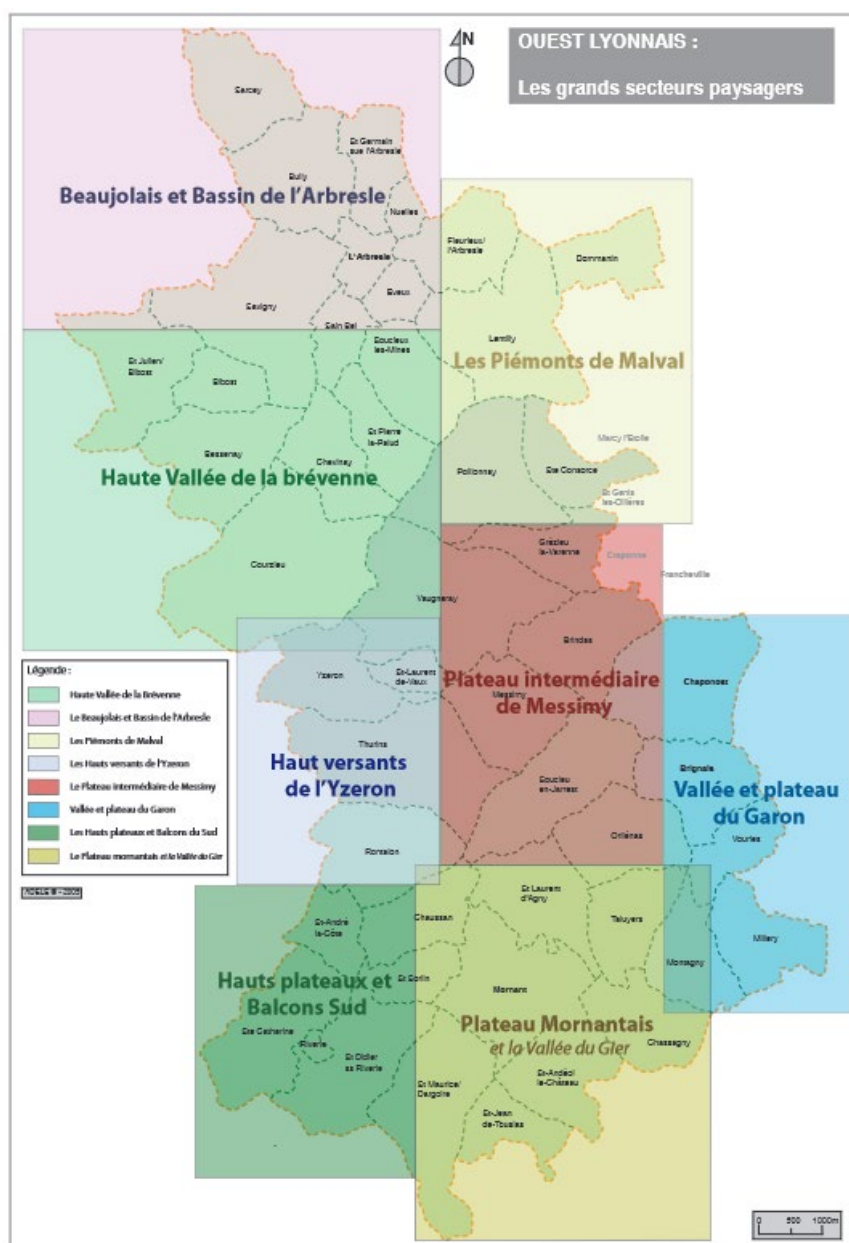 OUEST LYONNAIS :
Les grands secteurs paysagers
N
Sarcey
St Germain
sue l'Arbresle
Bully
Beaujolais et Bassin de l'Arbresle
Nuelles
Fleurieux/
l'Arbresle
Dommartin
L'Arbresle
Eveux
Savigny
Sain Bel
Lentilly
Les Piémonts de Malval
Sourcieux
les-Mines
St Julien/
Bibost
Bibost
St Pierre
la-Palud
Bessenay
Chevinay
Haute Vallée de la brévenne
Marcy l'Etoile
Pollionnay
Ste Consorce
St Genis
les-Ollieres
Courzieu
Grézieu
la-Varenne
Craponne
Francheville
Vaugneray
Brindas
Yzeron
St-Laurent
de-Vaux
Plateau intermédiaire
de Messimy
Messimy
Chaponost
Thurins
Haut versants
de l'Yzeron
Soucieu
en-Jarrest
Brignais
Vallée et plateau
du Garon
Vourles
Orliénas
Rontalon
Légende :
Haute Vallée de la Brévenne
Le Beaujolais et Bassin de l'Arbresle
Les Piémonts de Malval
Les Hauts versants de l'Yzeron
Le Plateau intermédiaire de Messimy
Vallée et plateau du Garon
Les Hauts plateaux et Balcons du Sud
Le Plateau mornantais et la Vallée du Gier
St-André
la-Côte
Chaussan
St Laurent
d'Agny
Taluyers
Montagny
Millery
Hauts plateaux et
Balcons Sud
St Sorlin
Mornant
Plateau Mornantais
et la Vallée du Gier
Chassagny
Ste Catherine
Riverie
St Didier
ss Riverie
St Maurice/
Dargoire
St-Andéol
le-Château
St-Jean
de-Touslas
0 500 1000m